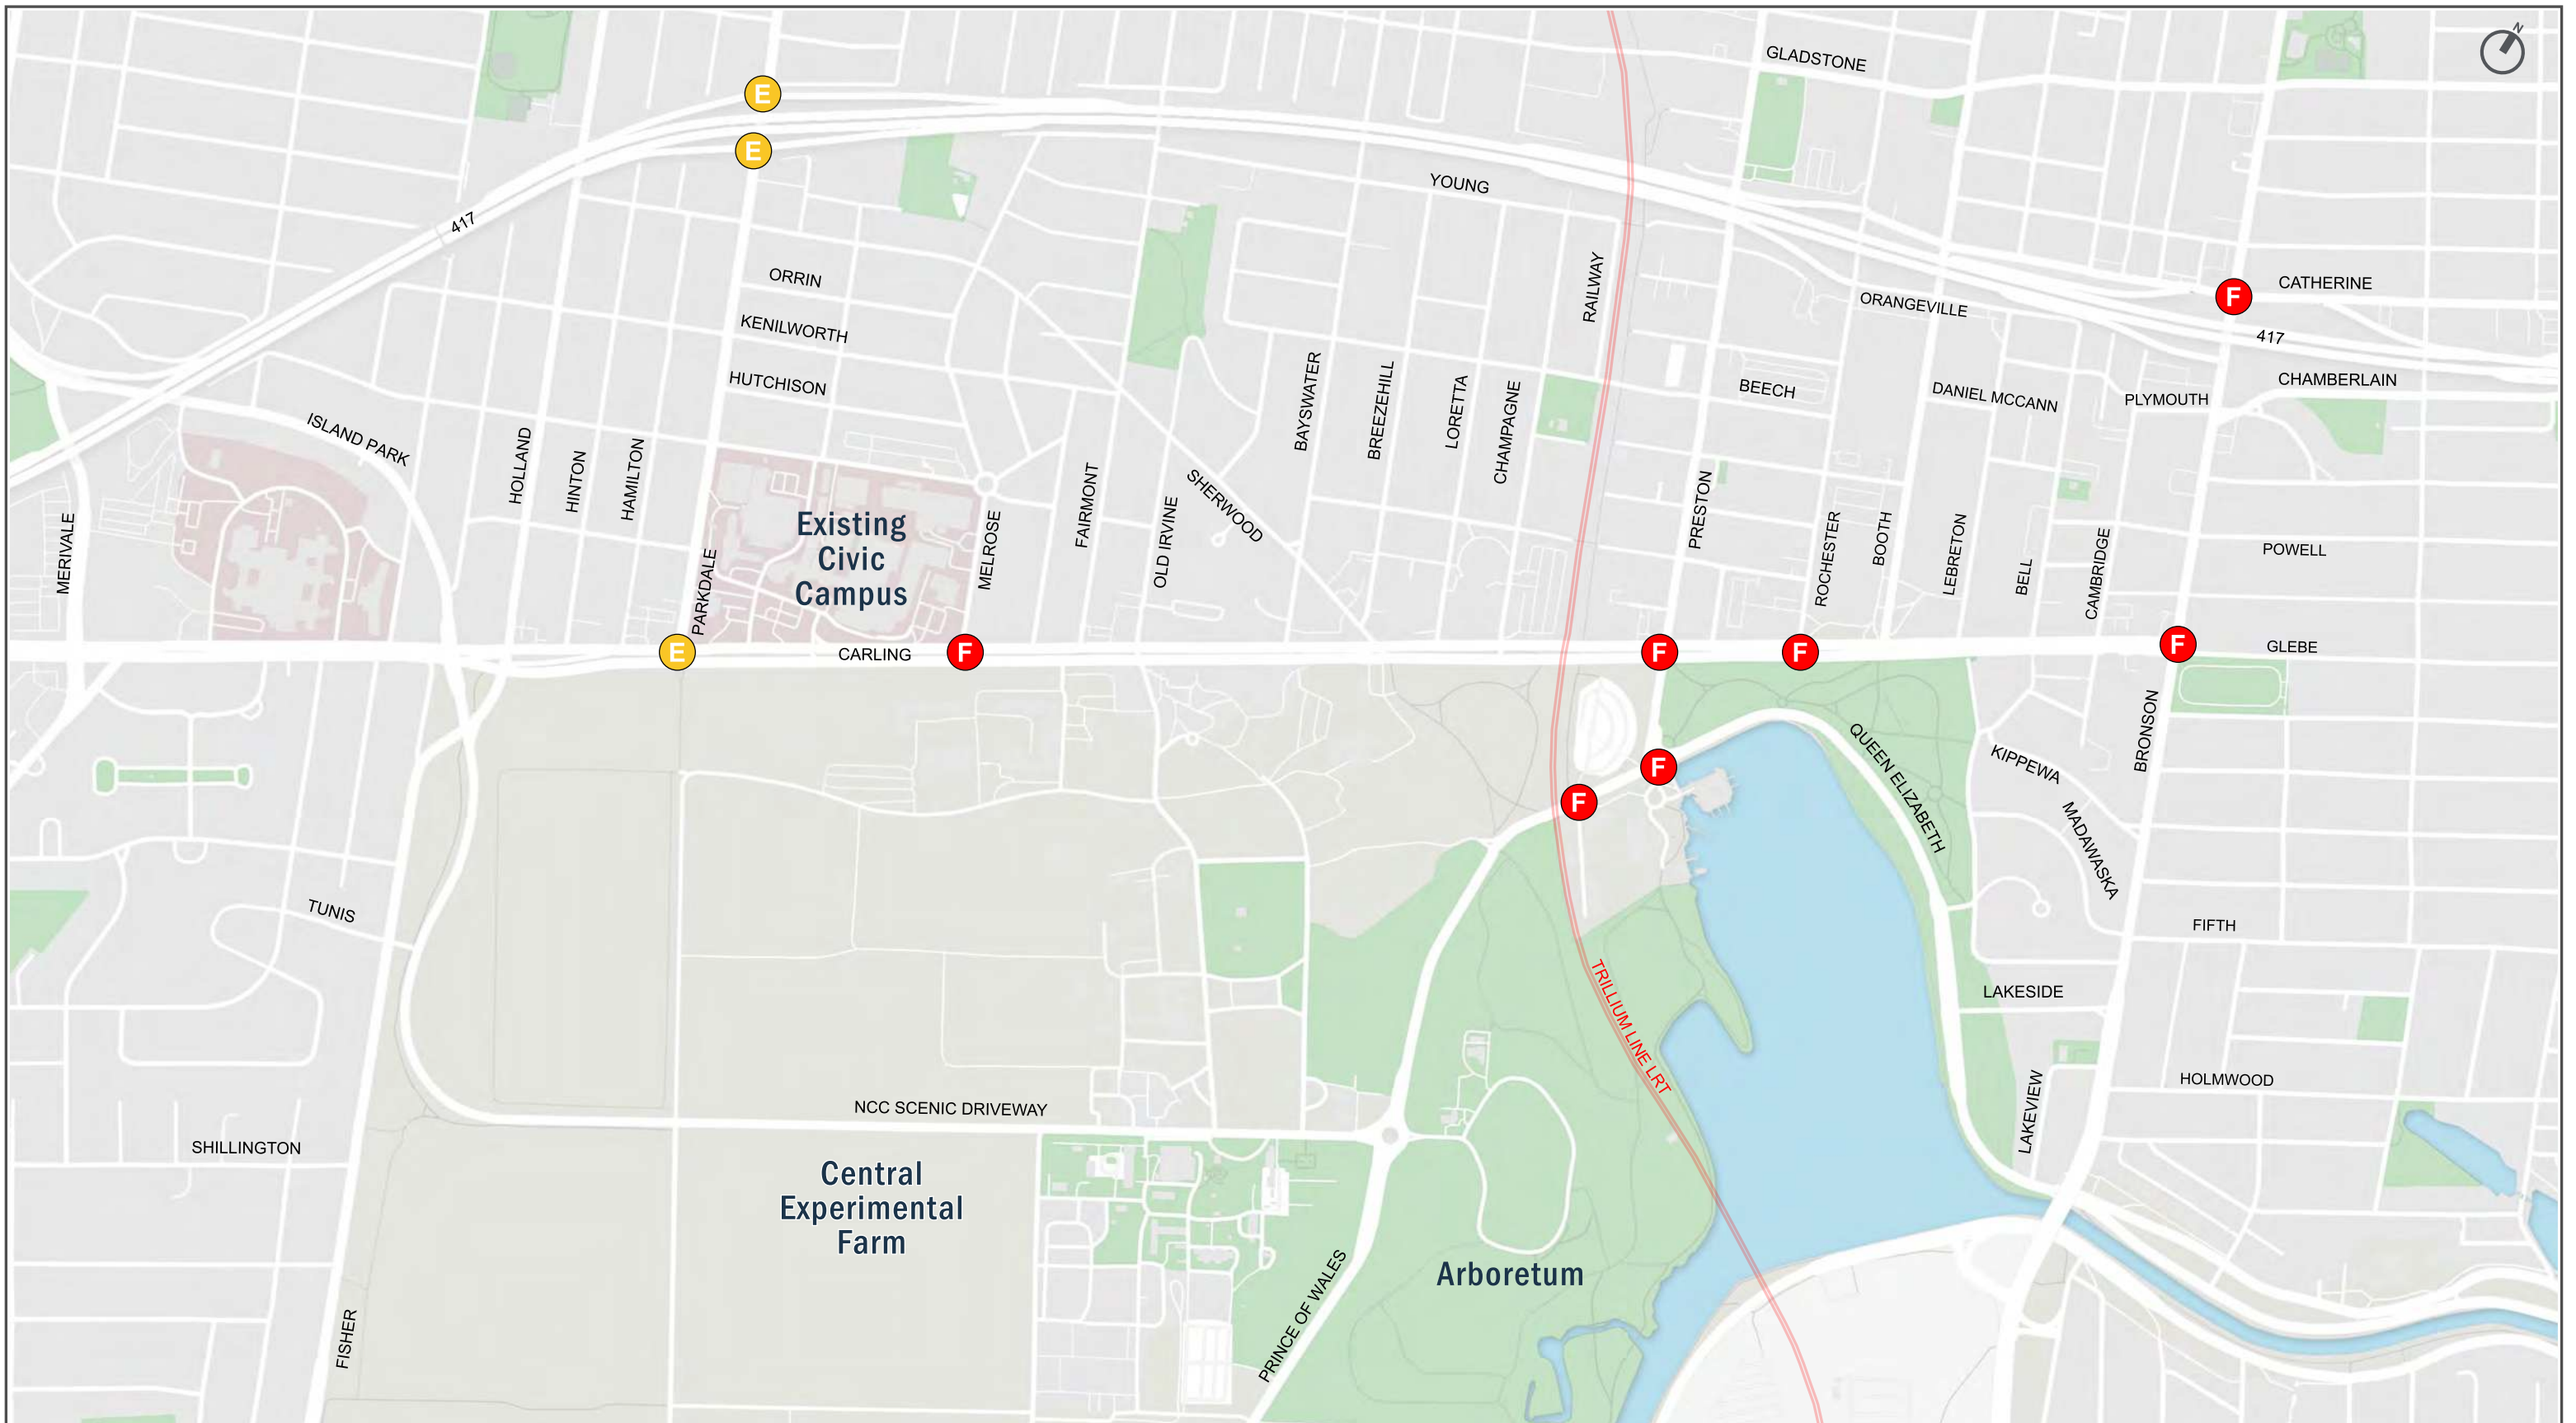 N
GLADSTONE
E
E
YOUNG
417
ORRIN
RAILWAY
CATHERINE
F
ORANGEVILLE
KENILWORTH
417
HUTCHISON
BEECH
DANIEL MCCANN
PLYMOUTH
CHAMBERLAIN
ISLAND PARK
BAYSWATER
BREEZEHILL
LORETTA
CHAMPAGNE
HOLLAND
HINTON
HAMILTON
MERIVALE
Existing
Civic
Campus
PARKDALE
MELROSE
FAIRMONT
OLD IRVINE
SHERWOOD
PRESTON
ROCHESTER
BOOTH
LEBRETON
BELL
CAMBRIDGE
POWELL
E
CARLING
F
F
F
F
GLEBE
BRONSON
QUEEN ELIZABETH
KIPPEWA
MADAWASKA
F
F
TUNIS
FIFTH
TRILLIUM LINE LRT
LAKESIDE
NCC SCENIC DRIVEWAY
LAKEVIEW
HOLMWOOD
SHILLINGTON
Central
Experimental
Farm
Arboretum
PRINCE OF WALES
FISHER